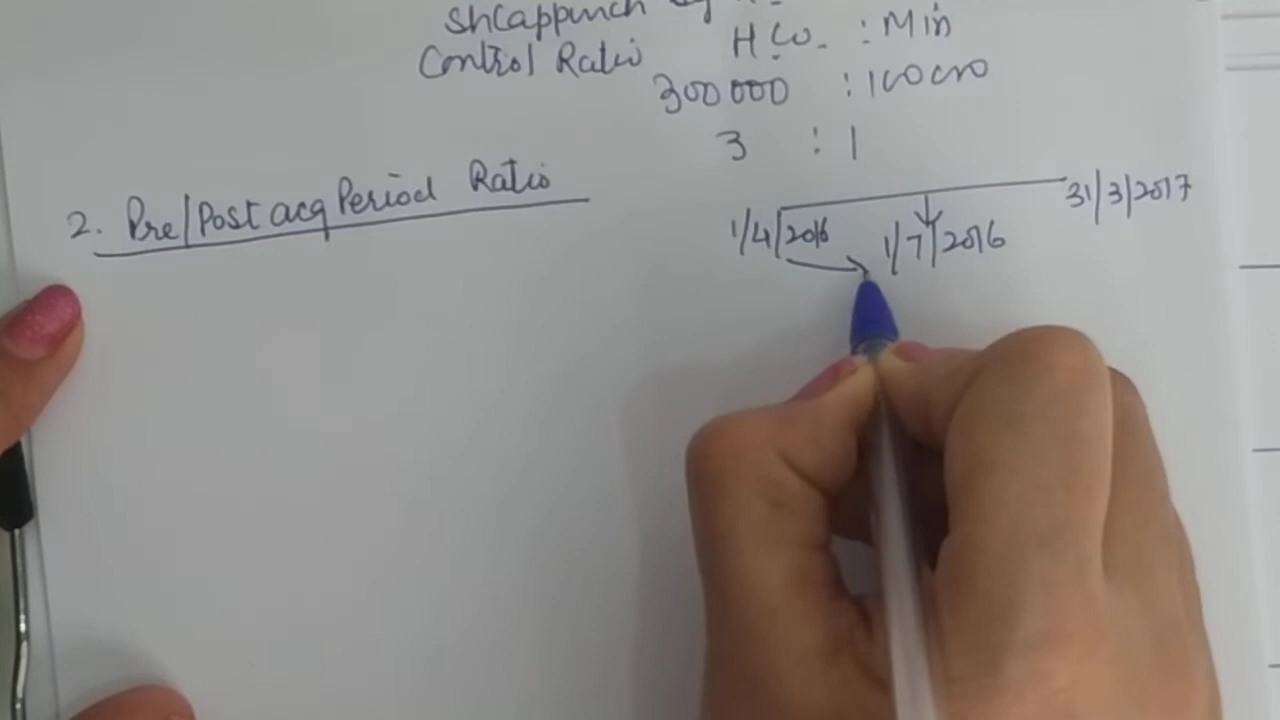 Control Ratio H.Co. : Min
300000 : 100000
3 : 1
2. Pre/Post acq Period Ratio
1/4/2016 1/7/2016 31/3/2017